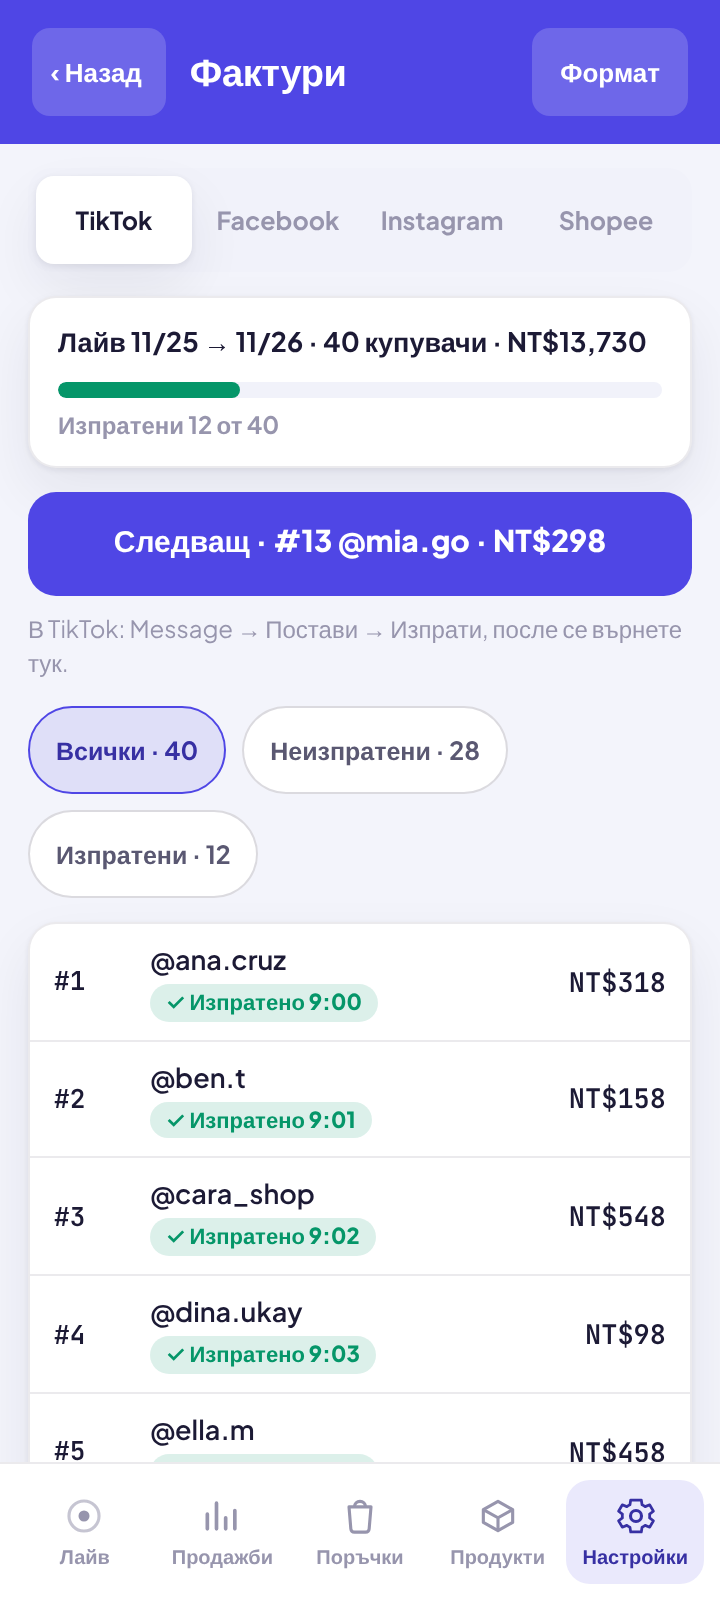 ‹ Назад
Фактури
Формат
TikTok
Facebook
Instagram
Shopee
Лайв 11/25 → 11/26 · 40 купувачи · NT$13,730
Изпратени 12 от 40
Следващ · #13 @mia.go · NT$298
В TikTok: Message → Постави → Изпрати, после се върнете
тук.
Всички · 40
Неизпратени · 28
Изпратени · 12
#1
@ana.cruz
✓ Изпратено 9:00
NT$318
#2
@ben.t
✓ Изпратено 9:01
NT$158
#3
@cara_shop
✓ Изпратено 9:02
NT$548
#4
@dina.ukay
✓ Изпратено 9:03
NT$98
#5
@ella.m
NT$458
Лайв
Продажби
Поръчки
Продукти
Настройки